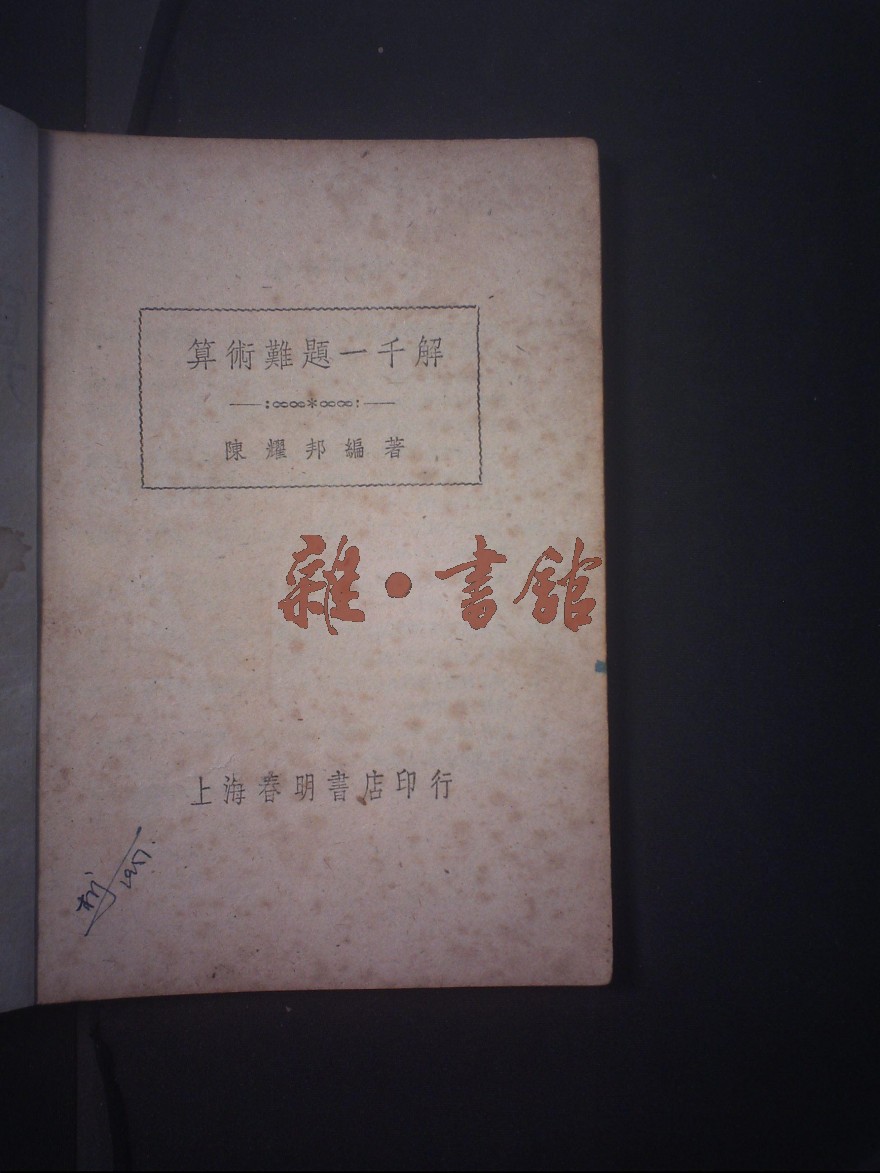 算術難題一千解
陳耀邦編著
雜·書館
上海春明書店印行